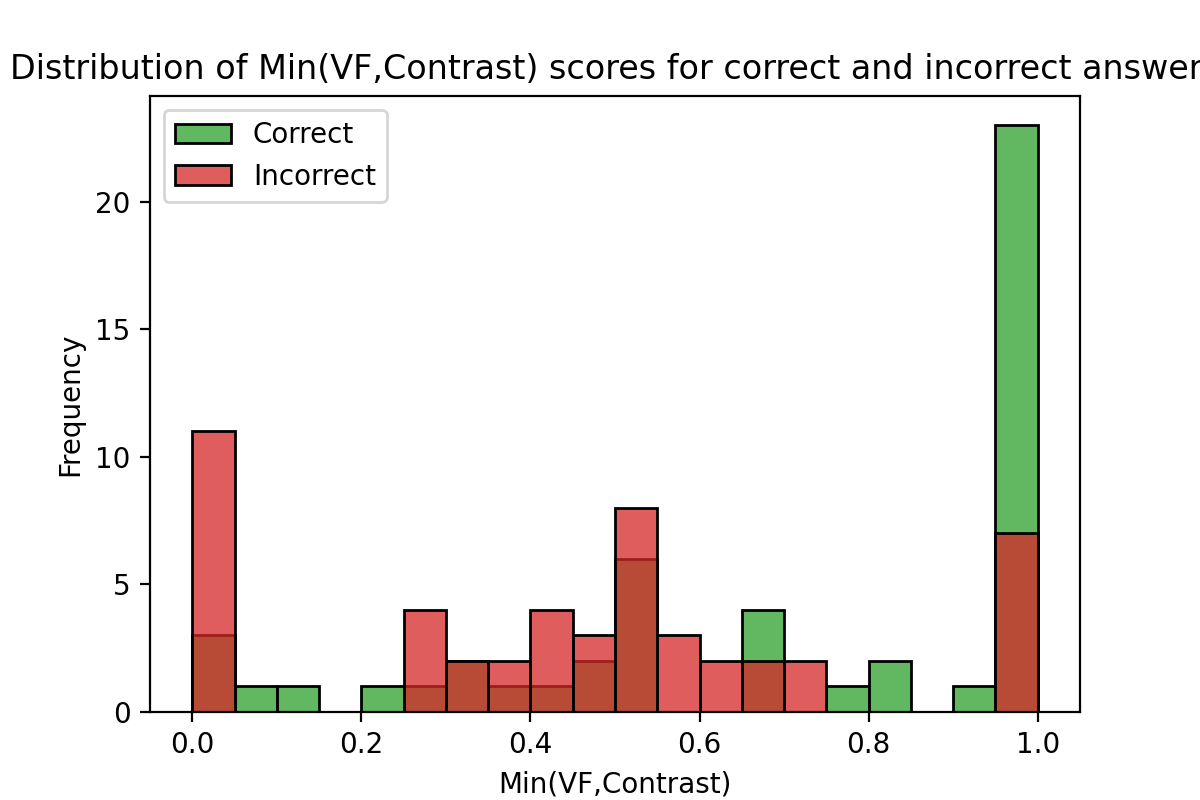 Distribution of Min(VF,Contrast) scores for correct and incorrect answer
Correct
Incorrect
Frequency
20
15
10
5
0
0.0 0.2 0.4 0.6 0.8 1.0
Min(VF,Contrast)